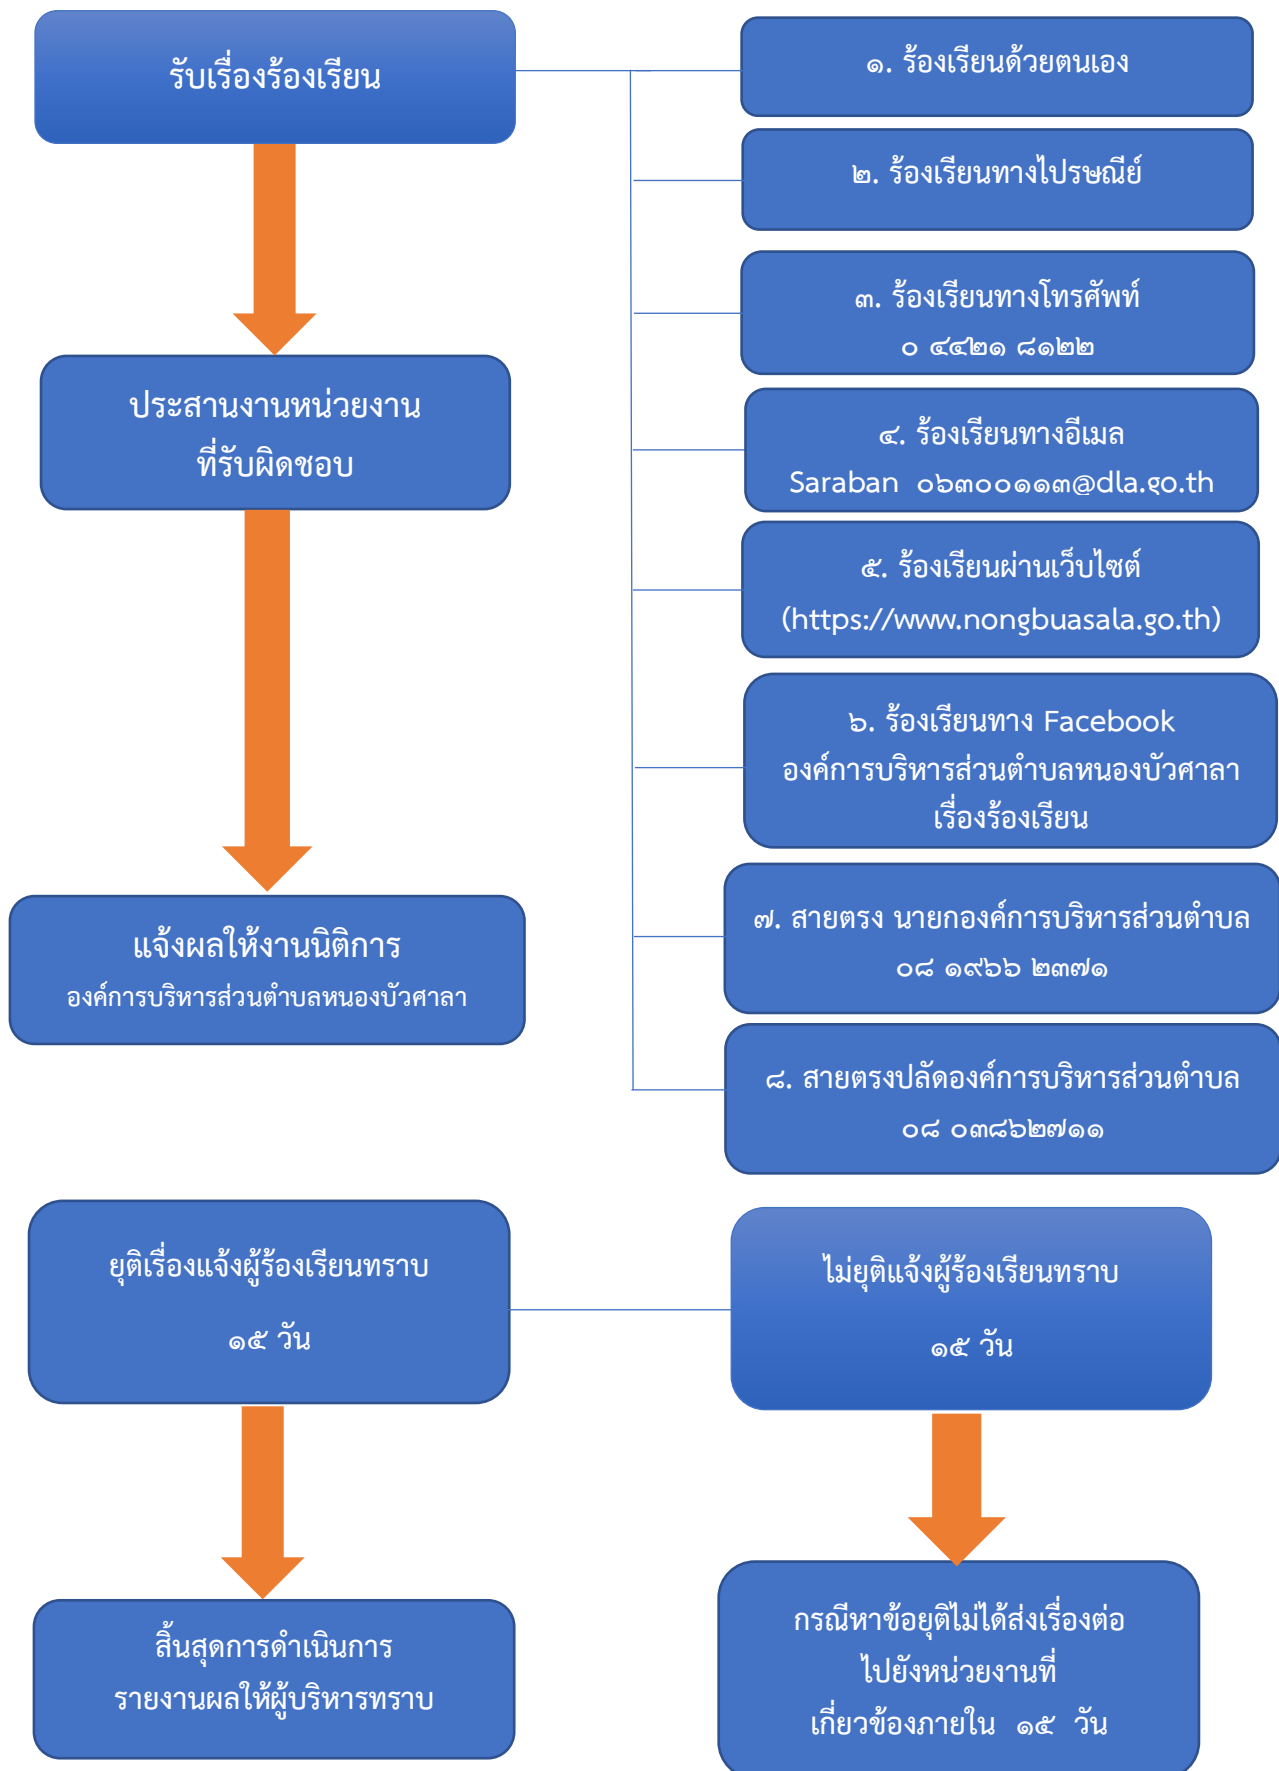 รับเรื่องร้องเรียน
๑. ร้องเรียนด้วยตนเอง
๒. ร้องเรียนทางไปรษณีย์
๓. ร้องเรียนทางโทรศัพท์
๐ ๔๔๒๑ ๘๑๒๒
ประสานงานหน่วยงาน
ที่รับผิดชอบ
๔. ร้องเรียนทางอีเมล
Saraban ๐๖๓๐๐๑๑๓@dla.go.th
๕. ร้องเรียนผ่านเว็บไซต์
(https://www.nongbuasala.go.th)
๖. ร้องเรียนทาง Facebook
องค์การบริหารส่วนตำบลหนองบัวศาลา
เรื่องร้องเรียน
แจ้งผลให้งานนิติการ
องค์การบริหารส่วนตำบลหนองบัวศาลา
๗. สายตรง นายกองค์การบริหารส่วนตำบล
๐๘ ๑๙๖๖ ๒๓๗๑
๘. สายตรงปลัดองค์การบริหารส่วนตำบล
๐๘ ๐๓๘๖๒๗๑๑
ยุติเรื่องแจ้งผู้ร้องเรียนทราบ
๑๕ วัน
ไม่ยุติแจ้งผู้ร้องเรียนทราบ
๑๕ วัน
สิ้นสุดการดำเนินการ
รายงานผลให้ผู้บริหารทราบ
กรณีหาข้อยุติไม่ได้ส่งเรื่องต่อ
ไปยังหน่วยงานที่
เกี่ยวข้องภายใน ๑๕ วัน